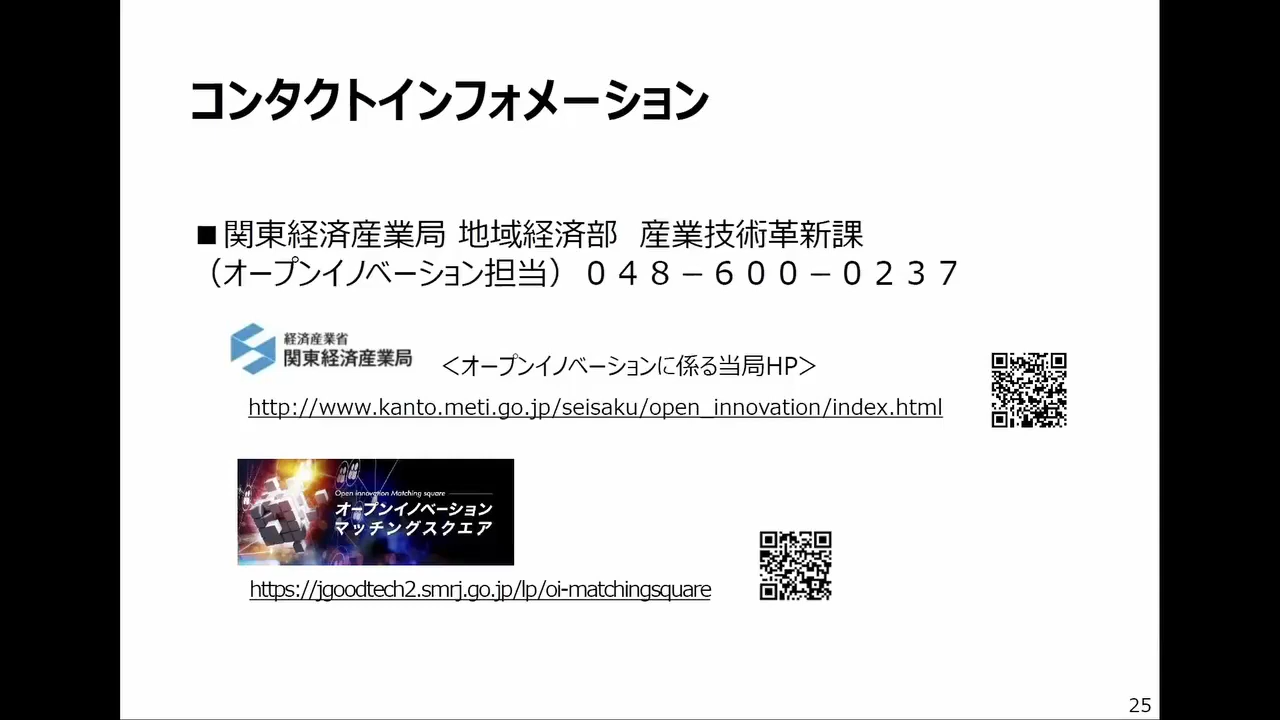 コンタクトインフォメーション
■関東経済産業局 地域経済部　産業技術革新課
（オープンイノベーション担当）０４８－６００－０２３７
経済産業省
関東経済産業局
＜オープンイノベーションに係る当局HP＞
http://www.kanto.meti.go.jp/seisaku/open_innovation/index.html
Open innovation Matching square
オープンイノベーション
マッチングスクエア
https://jgoodtech2.smrj.go.jp/lp/oi-matchingsquare
25